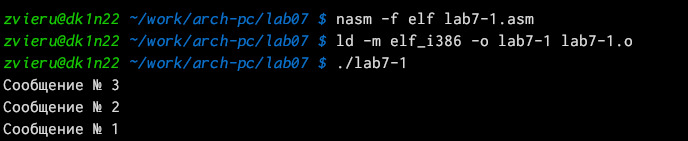 zvieru@dk1n22 ~/work/arch-pc/lab07 $ nasm -f elf lab7-1.asm
zvieru@dk1n22 ~/work/arch-pc/lab07 $ ld -m elf_i386 -o lab7-1 lab7-1.o
zvieru@dk1n22 ~/work/arch-pc/lab07 $ ./lab7-1
Сообщение № 3
Сообщение № 2
Сообщение № 1